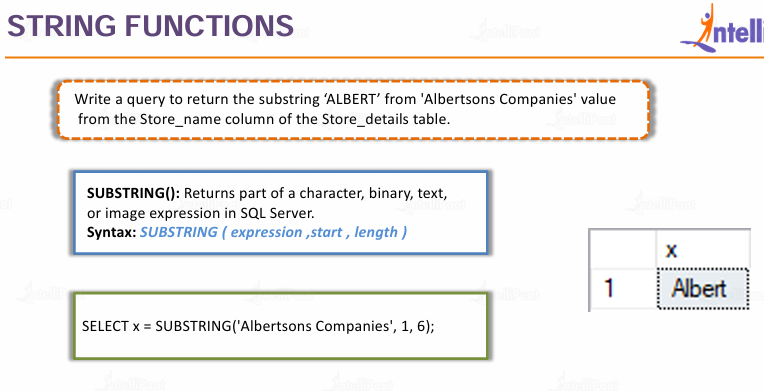 STRING FUNCTIONS
ntelli
Write a query to return the substring ‘ALBERT’ from 'Albertsons Companies' value
from the Store_name column of the Store_details table.
SUBSTRING(): Returns part of a character, binary, text,
or image expression in SQL Server.
Syntax: SUBSTRING ( expression ,start , length )
x
1 Albert
SELECT x = SUBSTRING('Albertsons Companies', 1, 6);